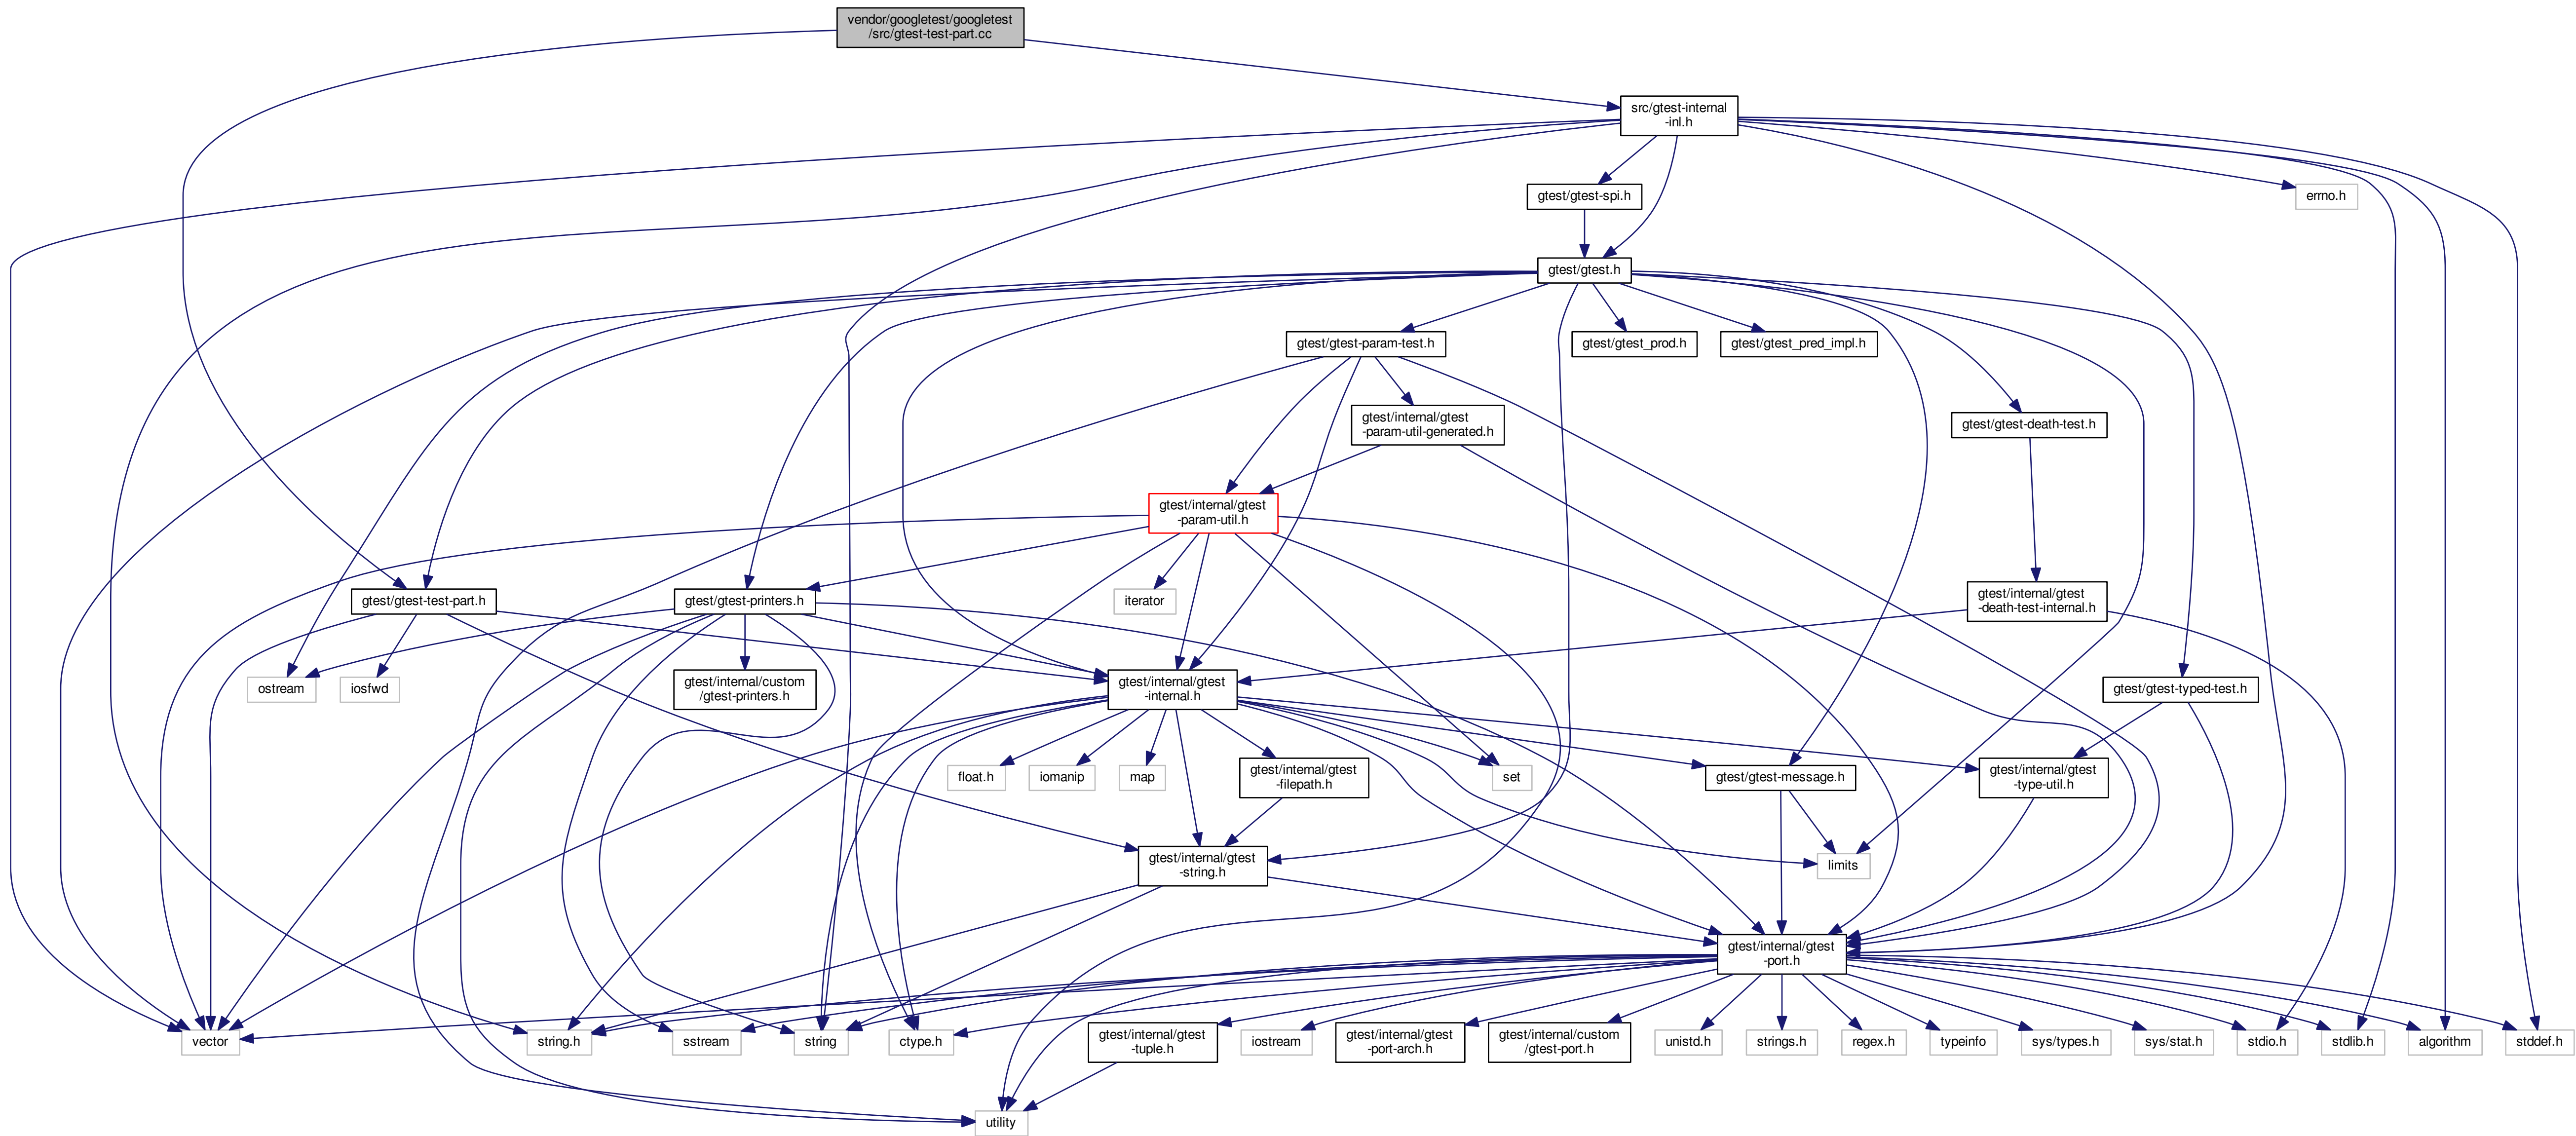 vendor/googletest/googletest
/src/gtest-test-part.cc
src/gtest-internal
-inl.h
gtest/gtest-spi.h
errno.h
gtest/gtest.h
gtest/gtest-param-test.h
gtest/gtest_prod.h
gtest/gtest_pred_impl.h
gtest/internal/gtest
-param-util-generated.h
gtest/gtest-death-test.h
gtest/internal/gtest
-param-util.h
gtest/gtest-test-part.h
gtest/gtest-printers.h
iterator
gtest/internal/gtest
-death-test-internal.h
ostream
iosfwd
gtest/internal/custom
/gtest-printers.h
gtest/internal/gtest
-internal.h
gtest/gtest-typed-test.h
float.h
iomanip
map
gtest/internal/gtest
-filepath.h
set
gtest/gtest-message.h
gtest/internal/gtest
-type-util.h
gtest/internal/gtest
-string.h
limits
gtest/internal/gtest
-port.h
vector
string.h
sstream
string
ctype.h
gtest/internal/gtest
-tuple.h
iostream
gtest/internal/gtest
-port-arch.h
gtest/internal/custom
/gtest-port.h
unistd.h
strings.h
regex.h
typeinfo
sys/types.h
sys/stat.h
stdio.h
stdlib.h
algorithm
stddef.h
utility